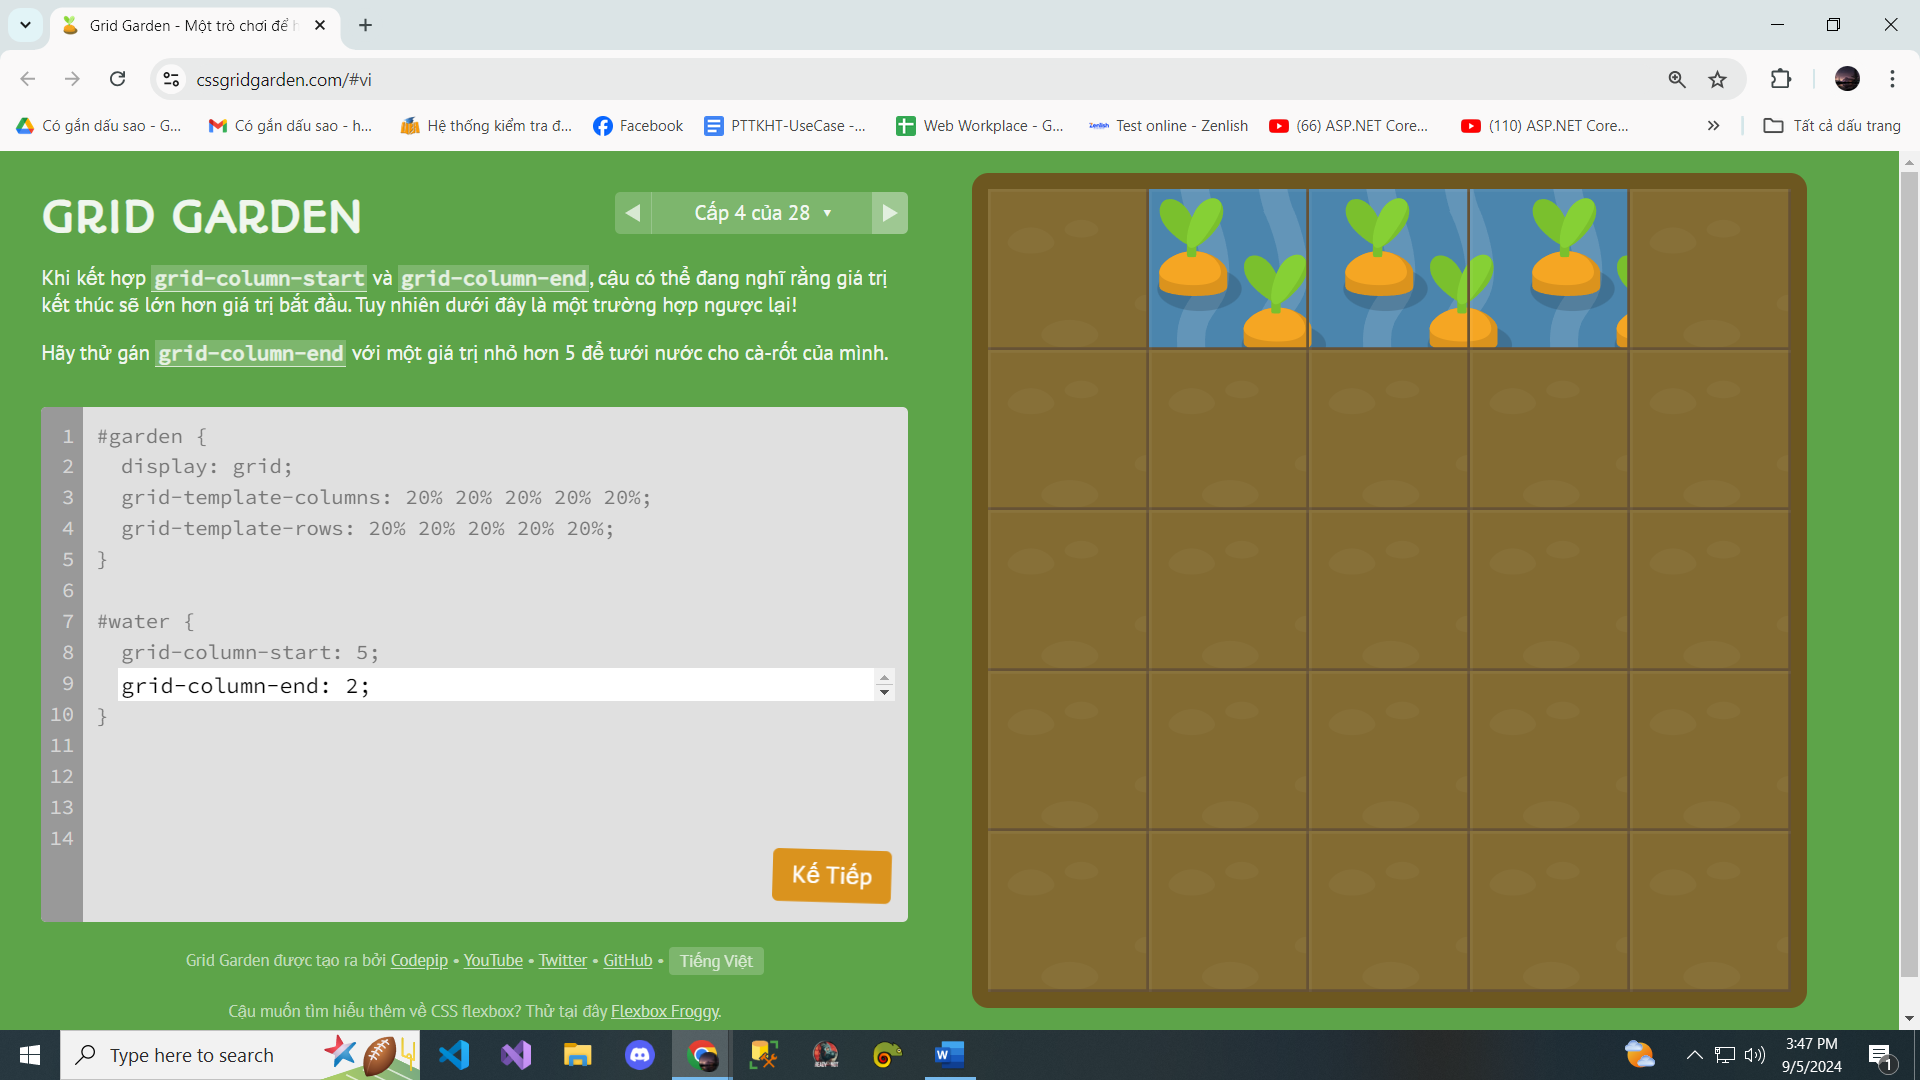 Grid Garden - Một trò chơi để h
cssgridgarden.com/#vi
Có gắn dấu sao - G...
Có gắn dấu sao - h...
Hệ thống kiểm tra đ...
Facebook
PTTKHT-UseCase -...
Web Workplace - G...
Zenlish
Test online - Zenlish
(66) ASP.NET Core...
(110) ASP.NET Core...
Tất cả dấu trang
GRID GARDEN
Cấp 4 của 28
Khi kết hợp grid-column-start và grid-column-end, cậu có thể đang nghĩ rằng giá trị
kết thúc sẽ lớn hơn giá trị bắt đầu. Tuy nhiên dưới đây là một trường hợp ngược lại!
Hãy thử gán grid-column-end với một giá trị nhỏ hơn 5 để tưới nước cho cà-rốt của mình.
1 #garden {
2 display: grid;
3 grid-template-columns: 20% 20% 20% 20% 20%;
4 grid-template-rows: 20% 20% 20% 20% 20%;
5 }
6
7 #water {
8 grid-column-start: 5;
9 grid-column-end: 2;
10 }
11
12
13
14
Kế Tiếp
Grid Garden được tạo ra bởi Codepip • YouTube • Twitter • GitHub • Tiếng Việt
Cậu muốn tìm hiểu thêm về CSS flexbox? Thử tại đây Flexbox Froggy.
Type here to search
READY NOT
W
3:47 PM
9/5/2024
1